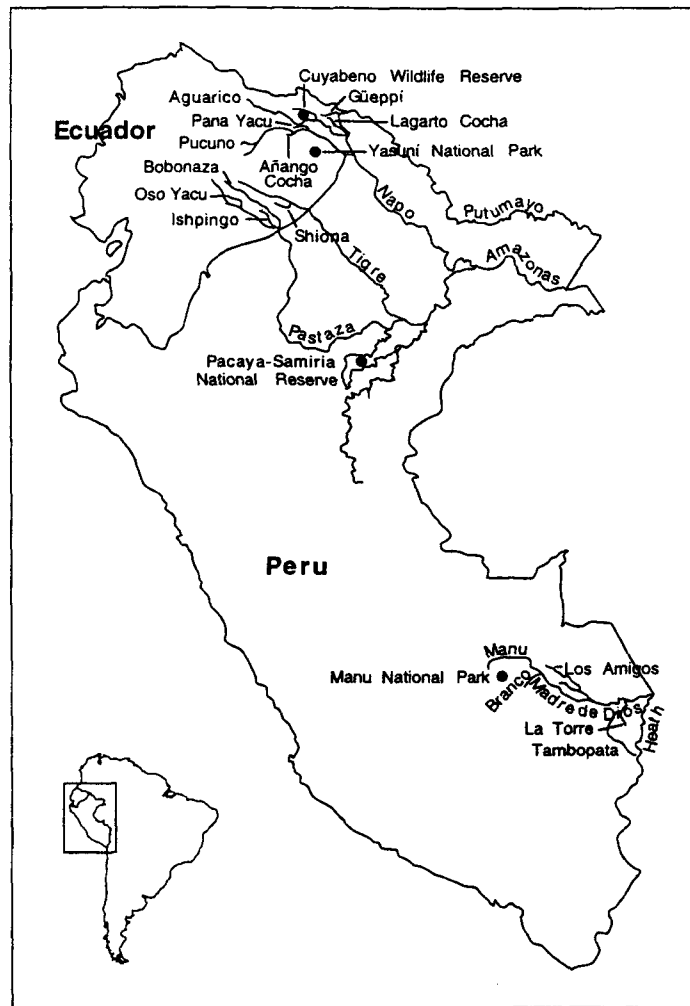 Cuyabeno Wildlife Reserve
Aguarico
Güeppí
Ecuador
Pana Yacu
Lagarto Cocha
Pucuno
Añango
Cocha
Yasuní National Park
Bobonaza
Oso Yacu
Ishpingo
Shiona
Napo
Putumayo
Tigre
Amazonas
Pastaza
Pacaya-Samiria
National Reserve
Peru
Manu
Los Amigos
Manu National Park
Branco
Madre de Dios
La Torre
Tambopata
Heath